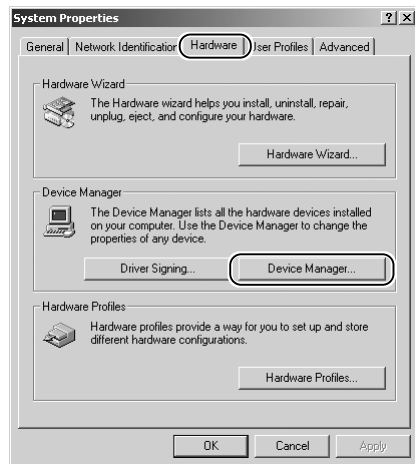 System Properties
General Network Identification Hardware User Profiles Advanced
Hardware Wizard
The Hardware wizard helps you install, uninstall, repair,
unplug, eject, and configure your hardware.
Hardware Wizard...
Device Manager
The Device Manager lists all the hardware devices installed
on your computer. Use the Device Manager to change the
properties of any device.
Driver Signing... Device Manager...
Hardware Profiles
Hardware profiles provide a way for you to set up and store
different hardware configurations.
Hardware Profiles...
OK Cancel Apply